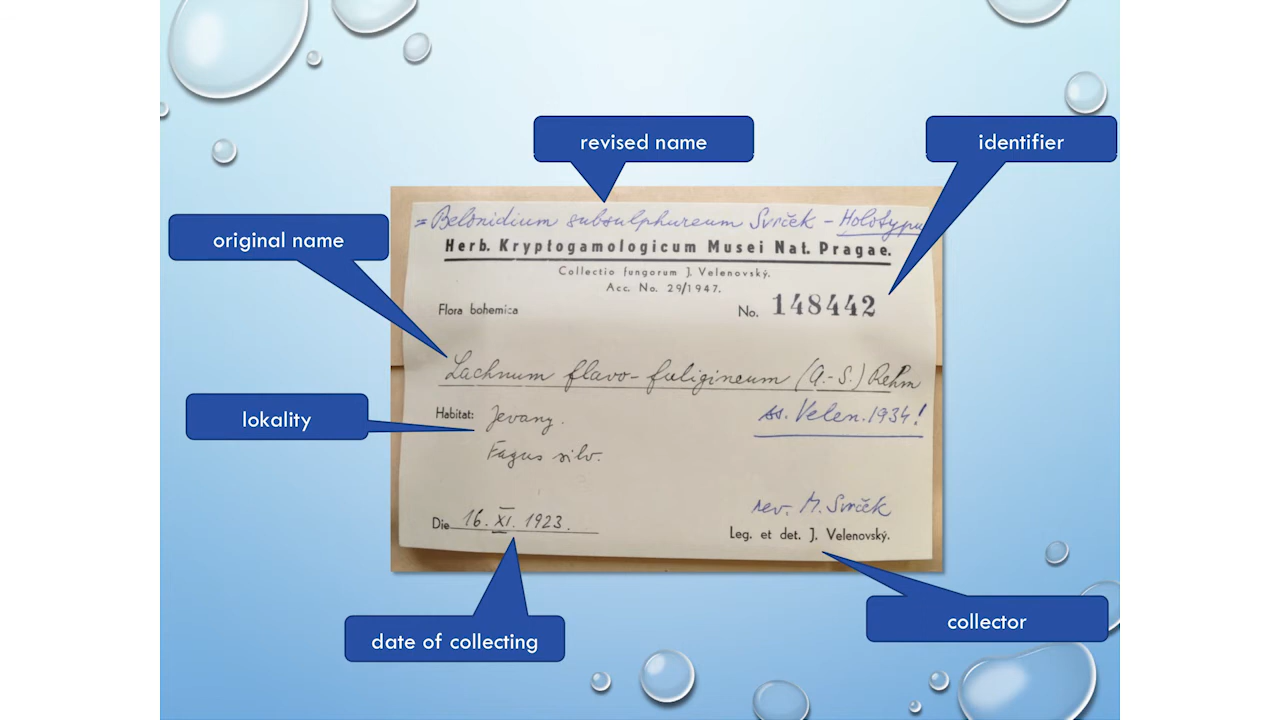 revised name
identifier
original name
= Belonidium subsulphureum Svrček - Holotypus
Herb. Kryptogamologicum Musei Nat. Pragae.
Collectio fungorum J. Velenovský.
Acc. No. 29/1947.
Flora bohemica
No. 148442
Lachnum flavo-fuligineum (A.-S.) Rehm
ss. Velen. 1934!
lokality
Habitat: Jevany.
Fagus silv.
rev. M. Svrček
Die 16. XI. 1923.
Leg. et det. J. Velenovský.
collector
date of collecting